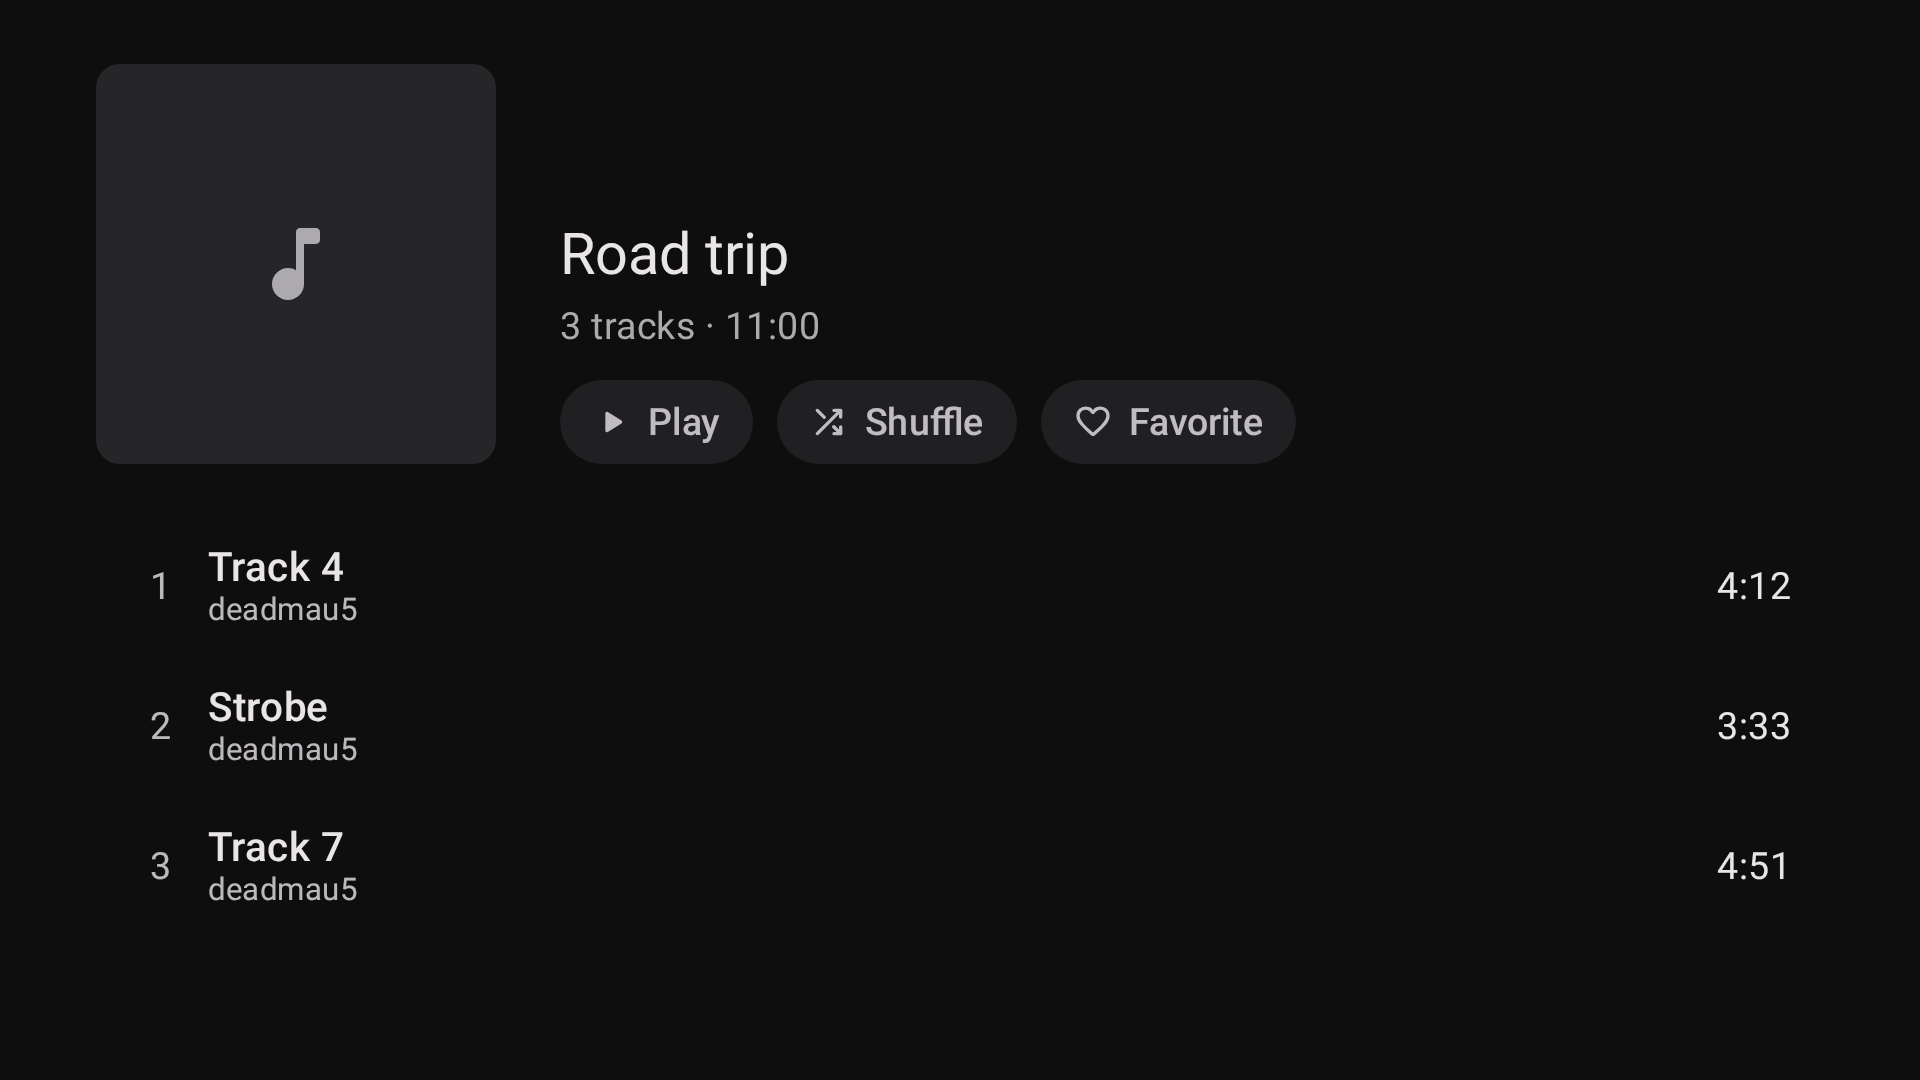 Road trip
3 tracks · 11:00
Play
Shuffle
Favorite
1
Track 4
deadmau5
4:12
2
Strobe
deadmau5
3:33
3
Track 7
deadmau5
4:51